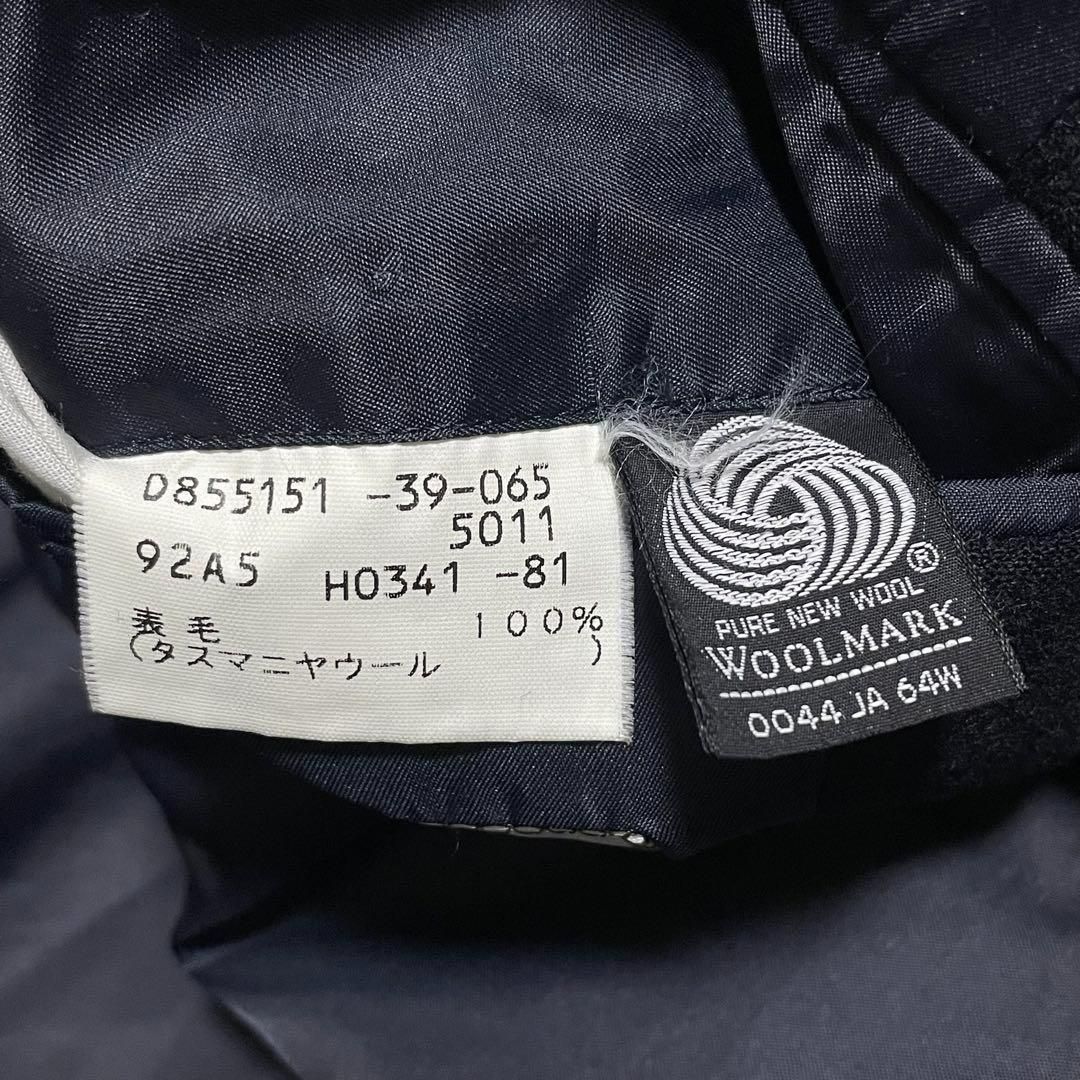 D855151 -39-065
5011
92A5 H0341 -81
表毛 100%
(タスマニヤウール )
PURE NEW WOOL
WOOLMARK
0044 JA 64W
®